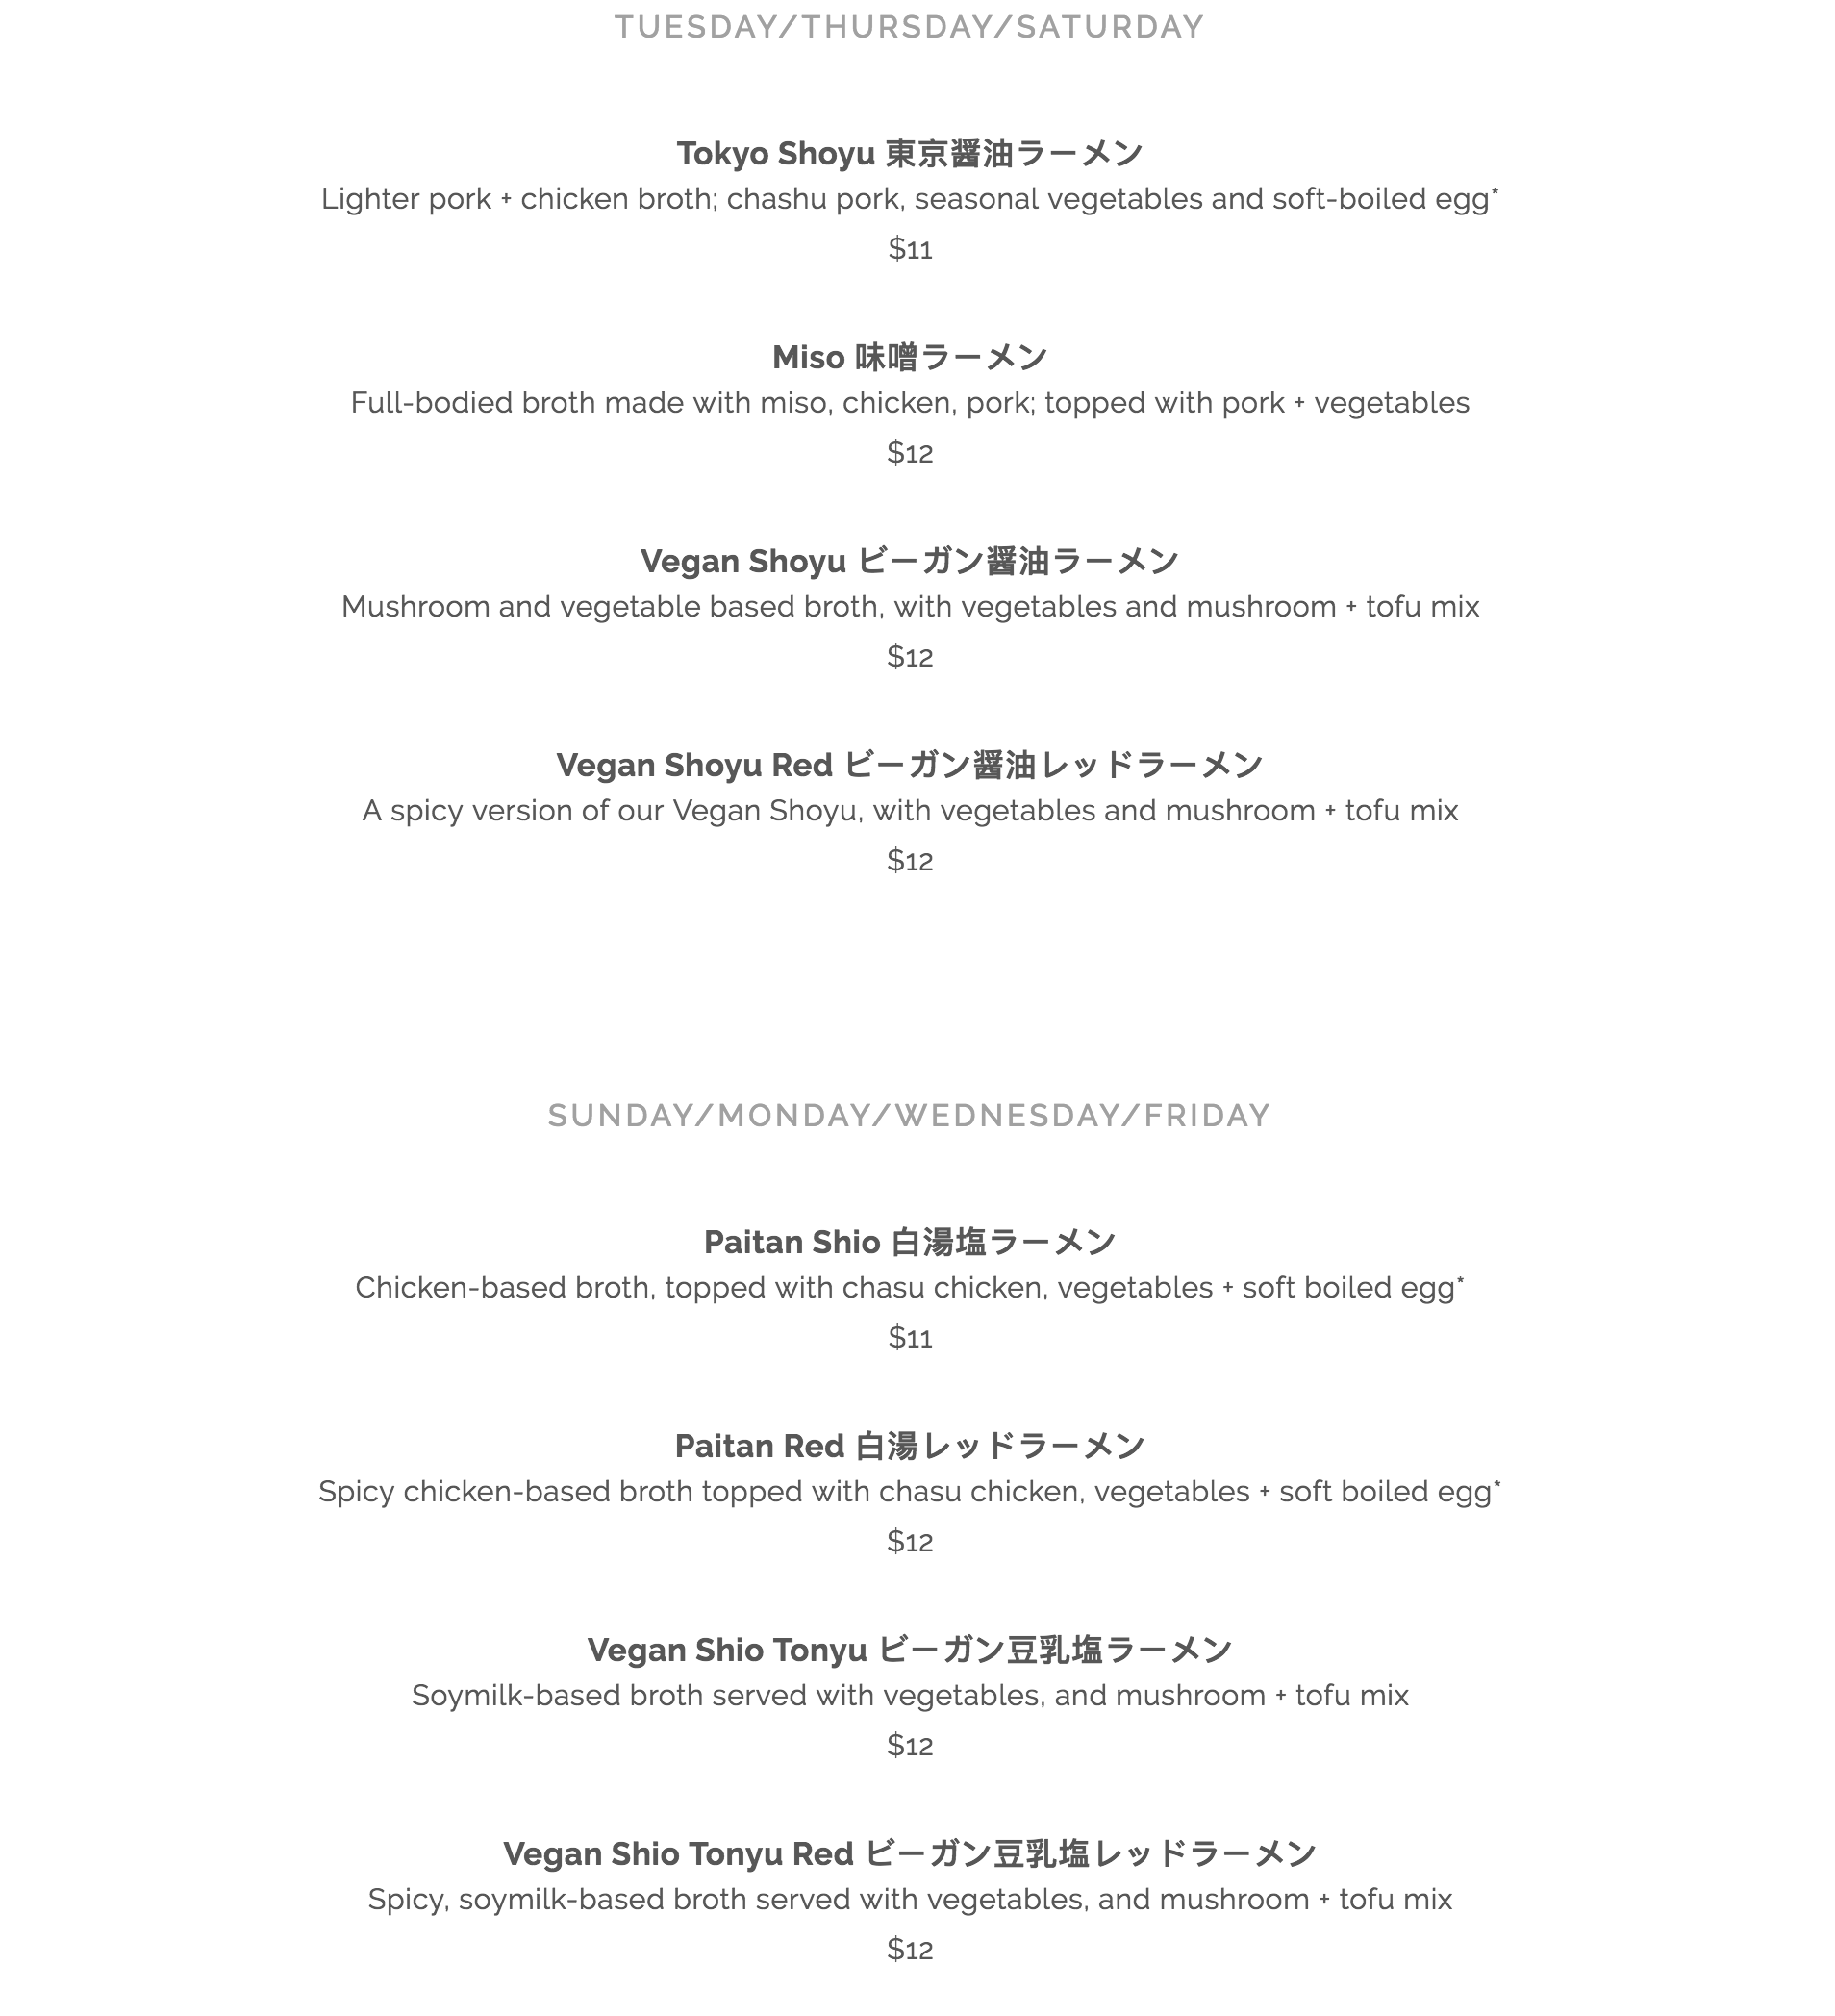 TUESDAY/THURSDAY/SATURDAY
Tokyo Shoyu 東京醤油ラーメン
Lighter pork + chicken broth; chashu pork, seasonal vegetables and soft-boiled egg*
$11
Miso 味噌ラーメン
Full-bodied broth made with miso, chicken, pork; topped with pork + vegetables
$12
Vegan Shoyu ビーガン醤油ラーメン
Mushroom and vegetable based broth, with vegetables and mushroom + tofu mix
$12
Vegan Shoyu Red ビーガン醤油レッドラーメン
A spicy version of our Vegan Shoyu, with vegetables and mushroom + tofu mix
$12
SUNDAY/MONDAY/WEDNESDAY/FRIDAY
Paitan Shio 白湯塩ラーメン
Chicken-based broth, topped with chasu chicken, vegetables + soft boiled egg*
$11
Paitan Red 白湯レッドラーメン
Spicy chicken-based broth topped with chasu chicken, vegetables + soft boiled egg*
$12
Vegan Shio Tonyu ビーガン豆乳塩ラーメン
Soymilk-based broth served with vegetables, and mushroom + tofu mix
$12
Vegan Shio Tonyu Red ビーガン豆乳塩レッドラーメン
Spicy, soymilk-based broth served with vegetables, and mushroom + tofu mix
$12